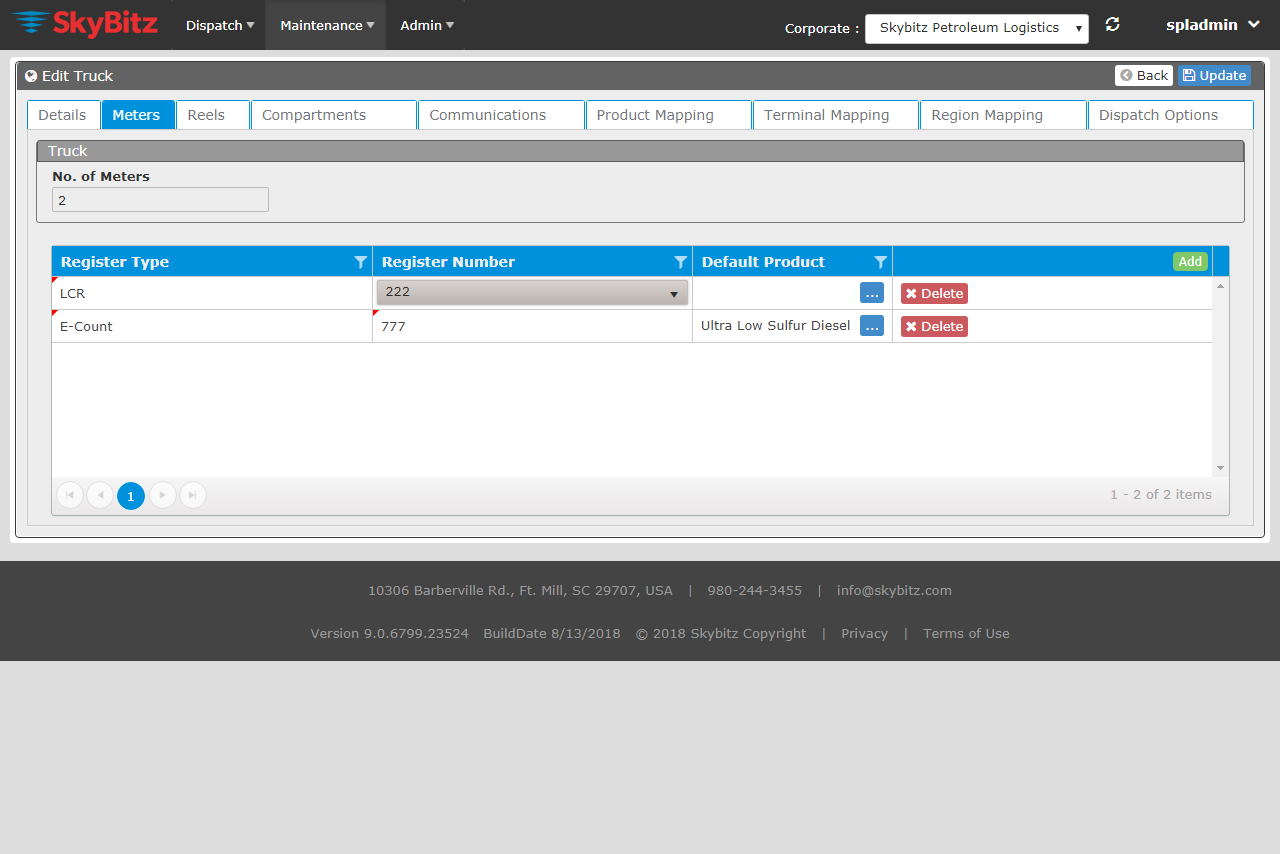 SkyBitz Dispatch Maintenance Admin Corporate : Skybitz Petroleum Logistics spladmin
Edit Truck Back Update
Details Meters Reels Compartments Communications Product Mapping Terminal Mapping Region Mapping Dispatch Options
Truck
No. of Meters
2
Register Type Register Number Default Product Add
LCR 222 ... Delete
E-Count 777 Ultra Low Sulfur Diesel ... Delete
1 1 - 2 of 2 items
10306 Barberville Rd., Ft. Mill, SC 29707, USA | 980-244-3455 | info@skybitz.com
Version 9.0.6799.23524 BuildDate 8/13/2018 © 2018 Skybitz Copyright | Privacy | Terms of Use